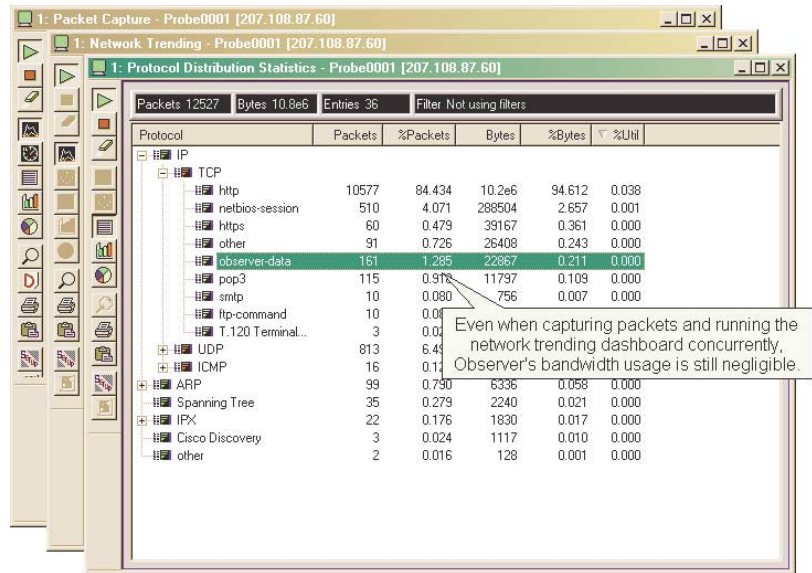 1: Packet Capture - Probe0001 [207.108.87.60]
1: Network Trending - Probe0001 [207.108.87.60]
1: Protocol Distribution Statistics - Probe0001 [207.108.87.60]
Packets 12527 Bytes 10.8e6 Entries 36 Filter Not using filters
Protocol Packets %Packets Bytes %Bytes %Util
IP
TCP
http 10577 84.434 10.2e6 94.612 0.038
netbios-session 510 4.071 288504 2.657 0.001
https 60 0.479 39167 0.361 0.000
other 91 0.726 26408 0.243 0.000
observer-data 161 1.285 22867 0.211 0.000
pop3 115 11797 0.109 0.000
smtp 10 0.080 756 0.007 0.000
ftp-command 10
T.120 Terminal... 3
Even when capturing packets and running the
network trending dashboard concurrently,
Observer's bandwidth usage is still negligible.
UDP 813
ICMP 16
ARP 99 0.790 6336 0.058 0.000
Spanning Tree 35 0.279 2240 0.021 0.000
IPX 22 0.176 1830 0.017 0.000
Cisco Discovery 3 0.024 1117 0.010 0.000
other 2 0.016 128 0.001 0.000